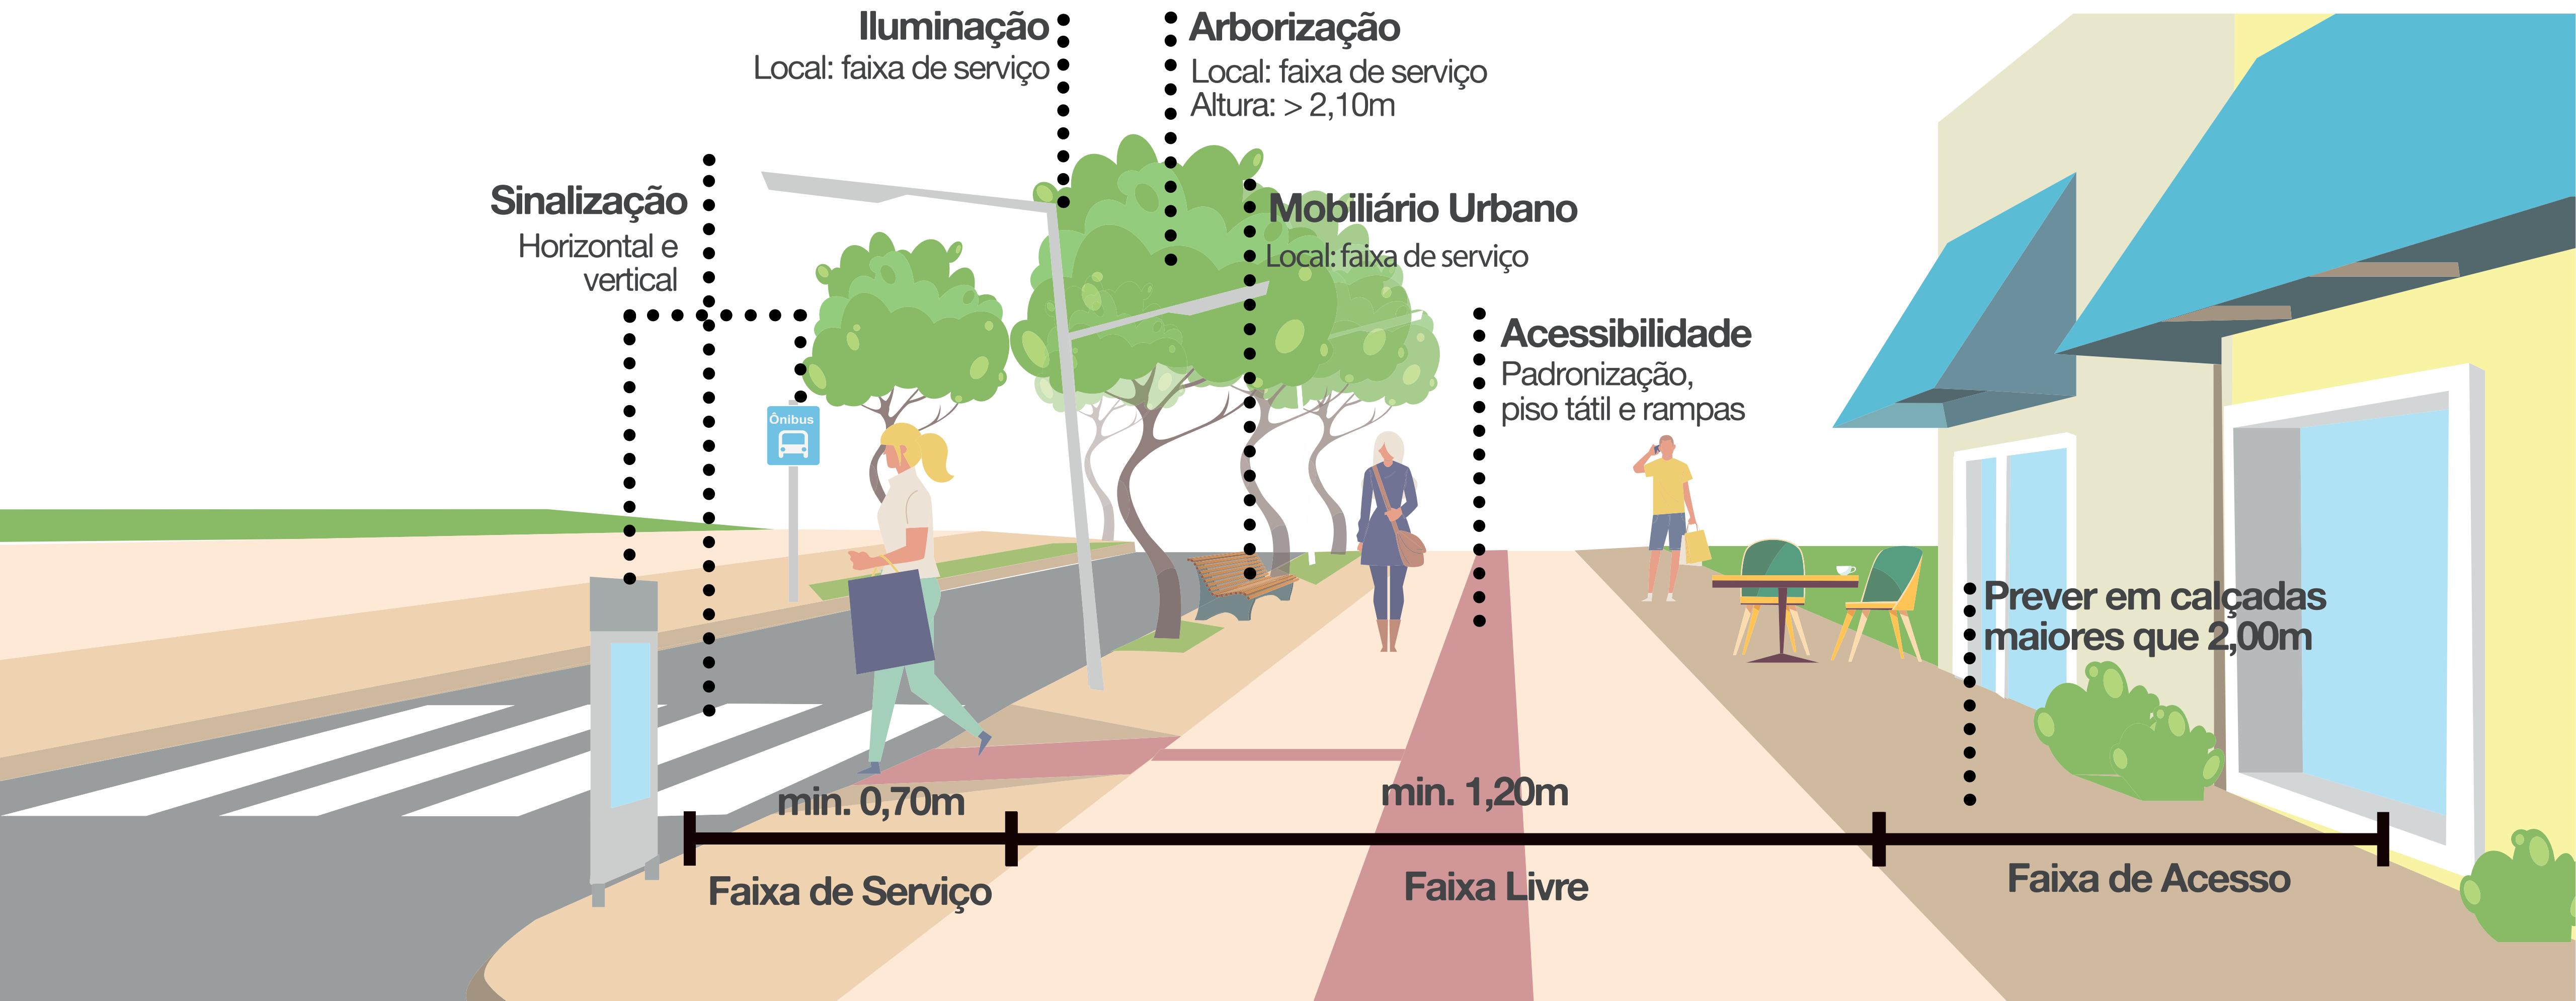 Iluminação
Local: faixa de serviço
Arborização
Local: faixa de serviço
Altura: > 2,10m
Sinalização
Horizontal e
vertical
Mobiliário Urbano
Local: faixa de serviço
Acessibilidade
Padronização,
piso tátil e rampas
Ônibus
Prever em calçadas
maiores que 2,00m
min. 0,70m
min. 1,20m
Faixa de Serviço
Faixa Livre
Faixa de Acesso